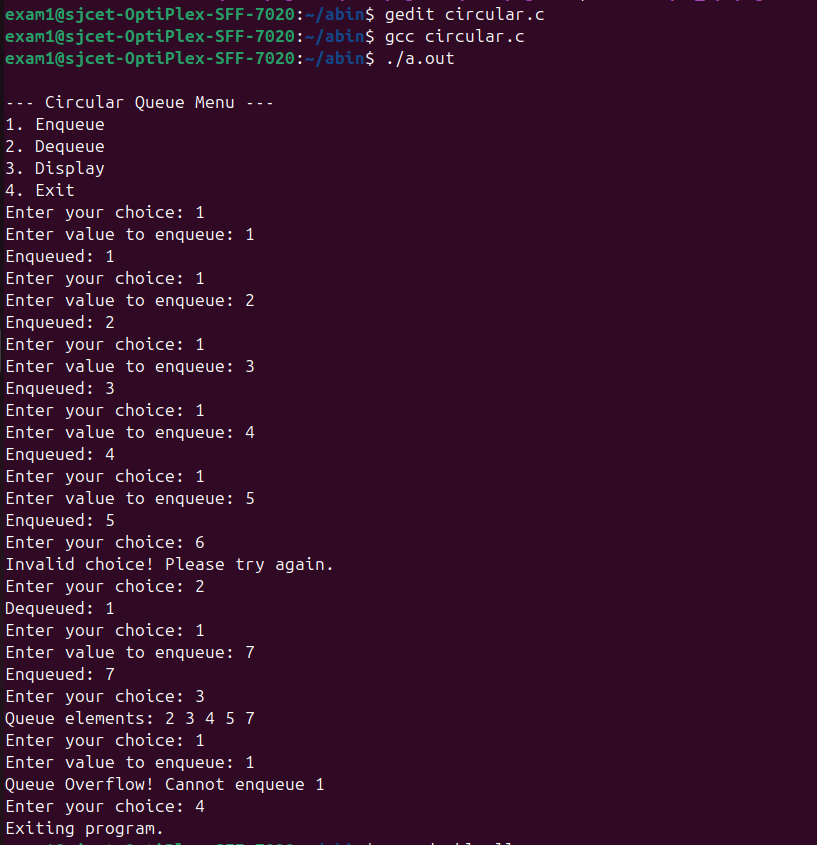 exam1@sjcet-OptiPlex-SFF-7020:~/abin$ gedit circular.c
exam1@sjcet-OptiPlex-SFF-7020:~/abin$ gcc circular.c
exam1@sjcet-OptiPlex-SFF-7020:~/abin$ ./a.out
--- Circular Queue Menu ---
1. Enqueue
2. Dequeue
3. Display
4. Exit
Enter your choice: 1
Enter value to enqueue: 1
Enqueued: 1
Enter your choice: 1
Enter value to enqueue: 2
Enqueued: 2
Enter your choice: 1
Enter value to enqueue: 3
Enqueued: 3
Enter your choice: 1
Enter value to enqueue: 4
Enqueued: 4
Enter your choice: 1
Enter value to enqueue: 5
Enqueued: 5
Enter your choice: 6
Invalid choice! Please try again.
Enter your choice: 2
Dequeued: 1
Enter your choice: 1
Enter value to enqueue: 7
Enqueued: 7
Enter your choice: 3
Queue elements: 2 3 4 5 7
Enter your choice: 1
Enter value to enqueue: 1
Queue Overflow! Cannot enqueue 1
Enter your choice: 4
Exiting program.